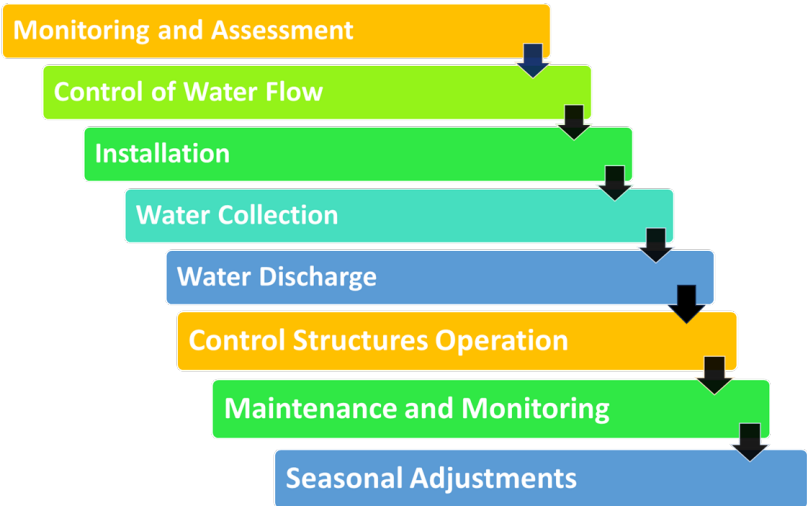 Monitoring and Assessment
Control of Water Flow
Installation
Water Collection
Water Discharge
Control Structures Operation
Maintenance and Monitoring
Seasonal Adjustments